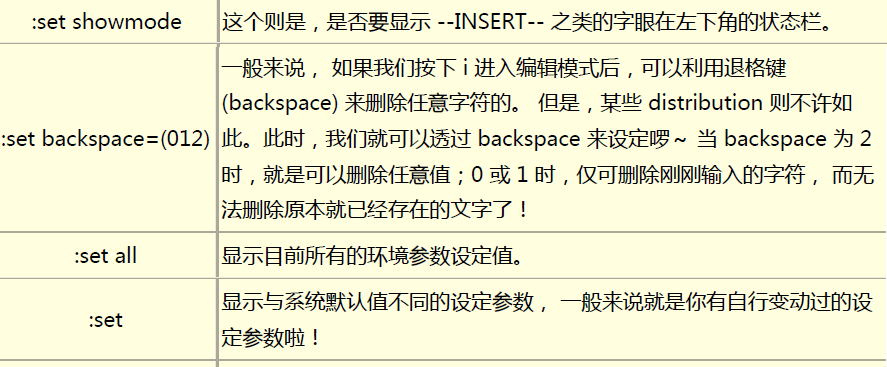 :set showmode
这个则是，是否要显示 --INSERT-- 之类的字眼在左下角的状态栏。
:set backspace=(012)
一般来说， 如果我们按下 i 进入编辑模式后，可以利用退格键
(backspace) 来删除任意字符的。 但是，某些 distribution 则不许如
此。此时，我们就可以透过 backspace 来设定啰～ 当 backspace 为 2
时，就是可以删除任意值；0 或 1 时，仅可删除刚刚输入的字符， 而无
法删除原本就已经存在的文字了！
:set all
显示目前所有的环境参数设定值。
:set
显示与系统默认值不同的设定参数， 一般来说就是你有自行变动过的设
定参数啦！